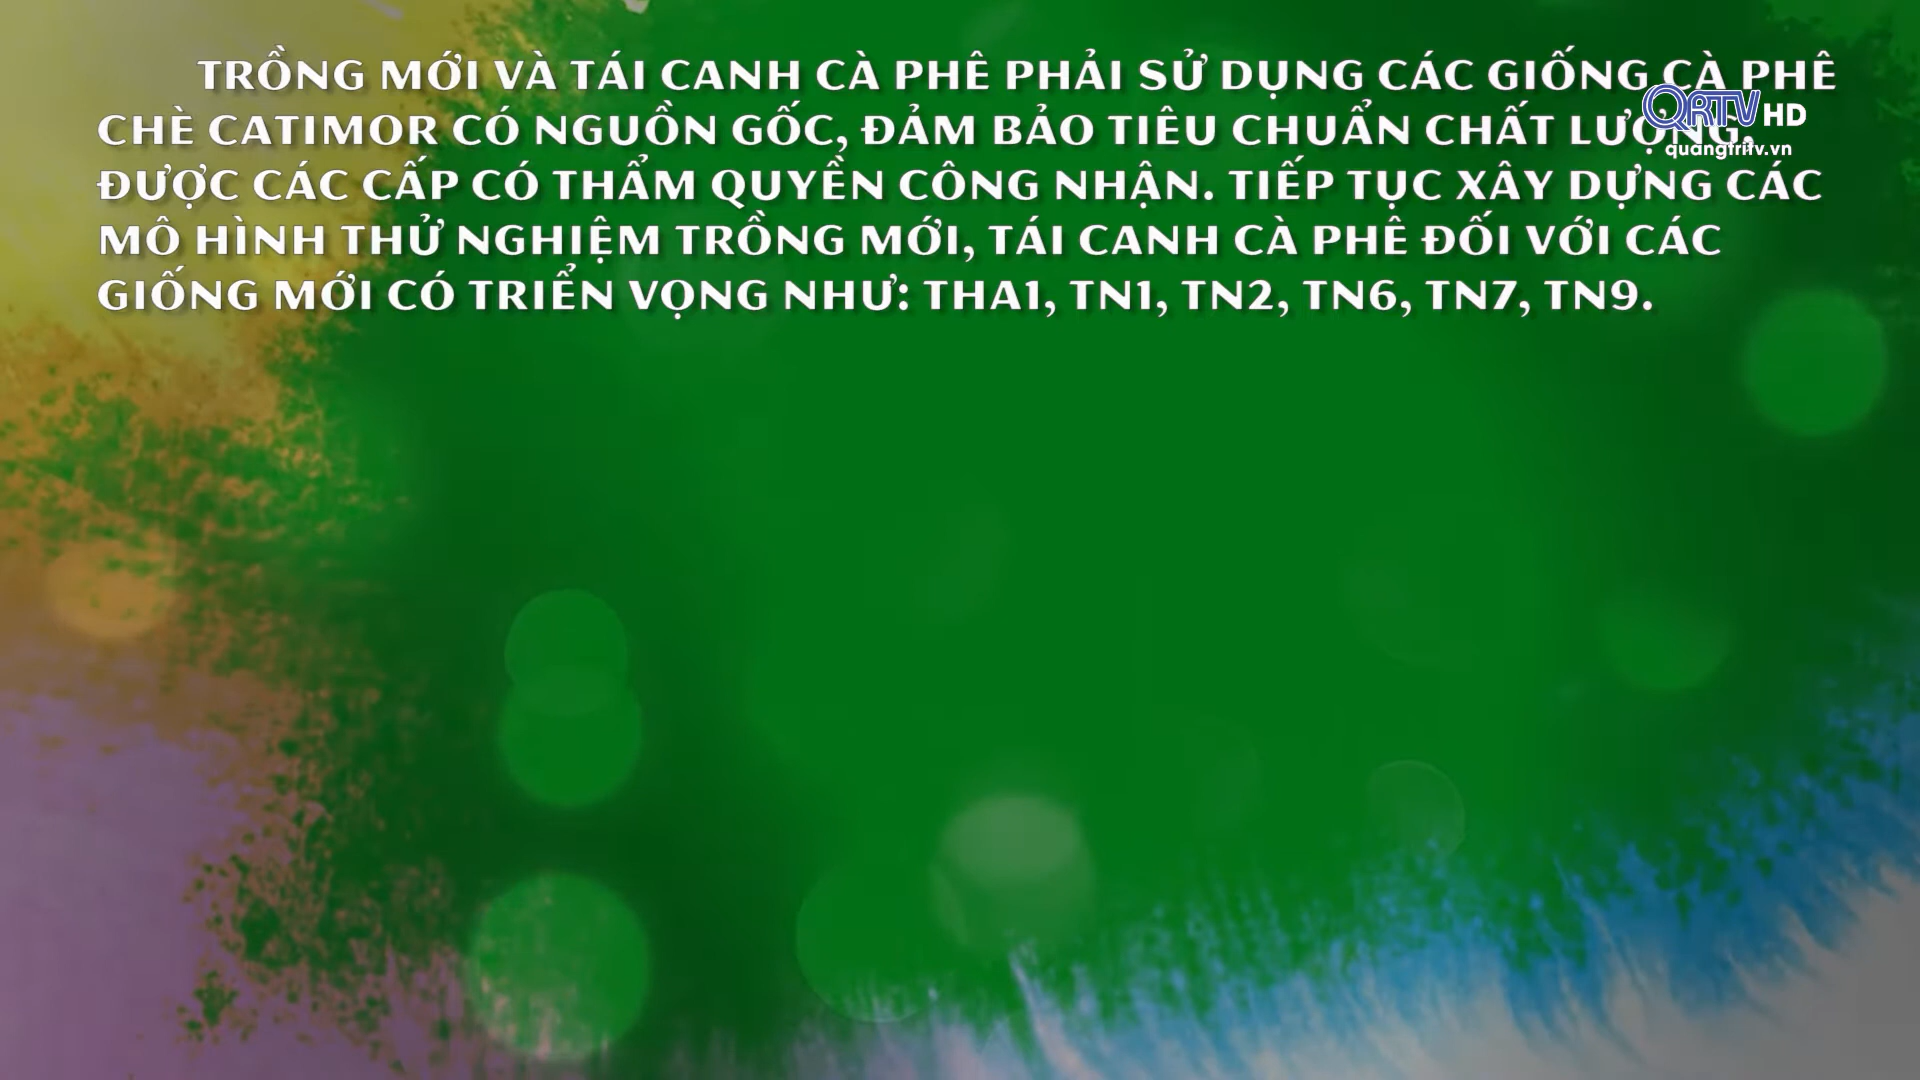 TRỒNG MỚI VÀ TÁI CANH CÀ PHÊ PHẢI SỬ DỤNG CÁC GIỐNG CÀ PHÊ
CHÈ CATIMOR CÓ NGUỒN GỐC, ĐẢM BẢO TIÊU CHUẨN CHẤT LƯỢNG,
ĐƯỢC CÁC CẤP CÓ THẨM QUYỀN CÔNG NHẬN. TIẾP TỤC XÂY DỰNG CÁC
MÔ HÌNH THỬ NGHIỆM TRỒNG MỚI, TÁI CANH CÀ PHÊ ĐỐI VỚI CÁC
GIỐNG MỚI CÓ TRIỂN VỌNG NHƯ: THA1, TN1, TN2, TN6, TN7, TN9.
QRTV HD
quangtritv.vn